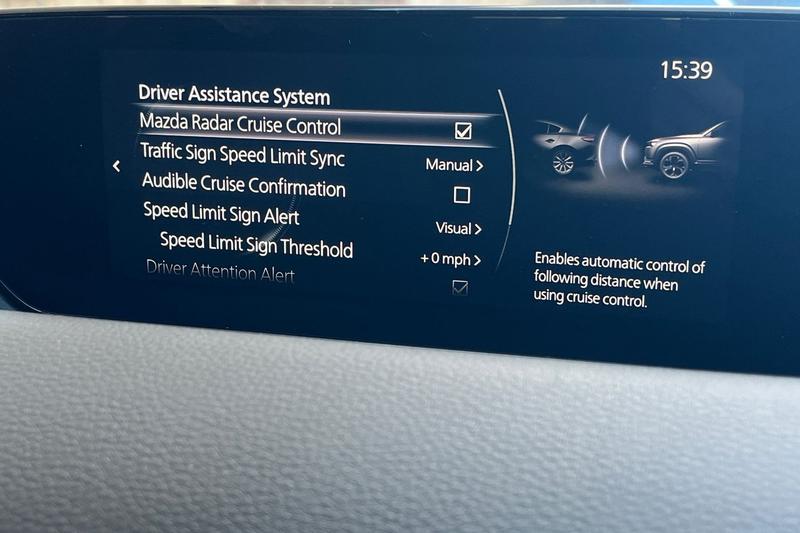 15:39
Driver Assistance System
Mazda Radar Cruise Control
Traffic Sign Speed Limit Sync Manual
Audible Cruise Confirmation
Speed Limit Sign Alert Visual
Speed Limit Sign Threshold +0 mph
Driver Attention Alert
Enables automatic control of
following distance when
using cruise control.